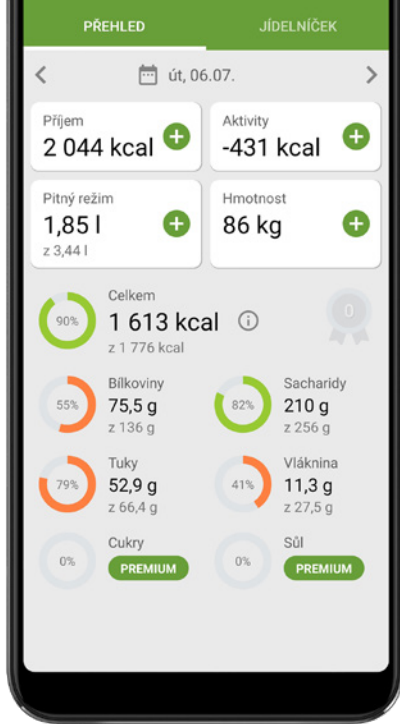 PŘEHLED
JÍDELNÍČEK
út, 06.07.
Příjem
2 044 kcal
Aktivity
-431 kcal
Pitný režim
1,85 l
z 3,44 l
Hmotnost
86 kg
90%
Celkem
1 613 kcal
z 1 776 kcal
0
55%
Bílkoviny
75,5 g
z 136 g
82%
Sacharidy
210 g
z 256 g
79%
Tuky
52,9 g
z 66,4 g
41%
Vláknina
11,3 g
z 27,5 g
0%
Cukry
PREMIUM
0%
Sůl
PREMIUM